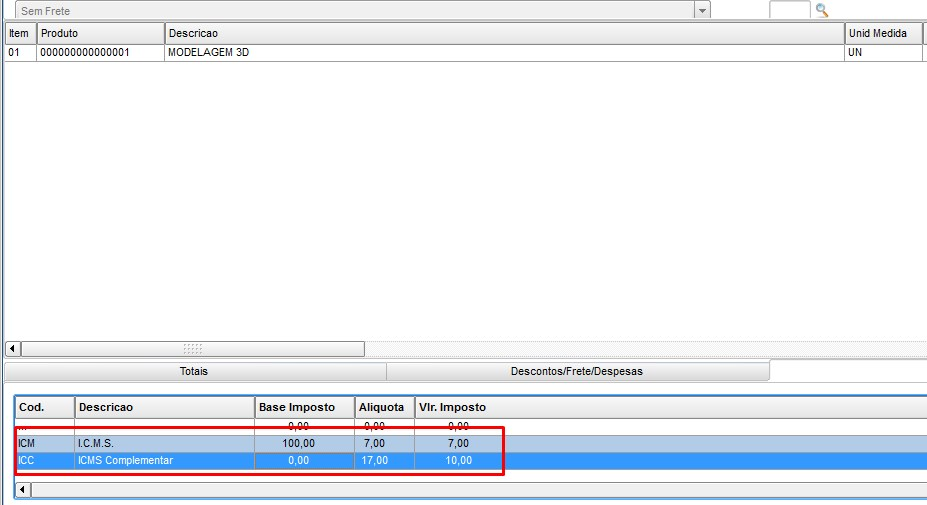 Sem Frete
Item Produto Descricao Unid Medida
01 000000000000001 MODELAGEM 3D UN
Totais Descontos/Frete/Despesas
Cod. Descricao Base Imposto Aliquota Vlr. Imposto
0,00 0,00 0,00
ICM I.C.M.S. 100,00 7,00 7,00
ICC ICMS Complementar 0,00 17,00 10,00